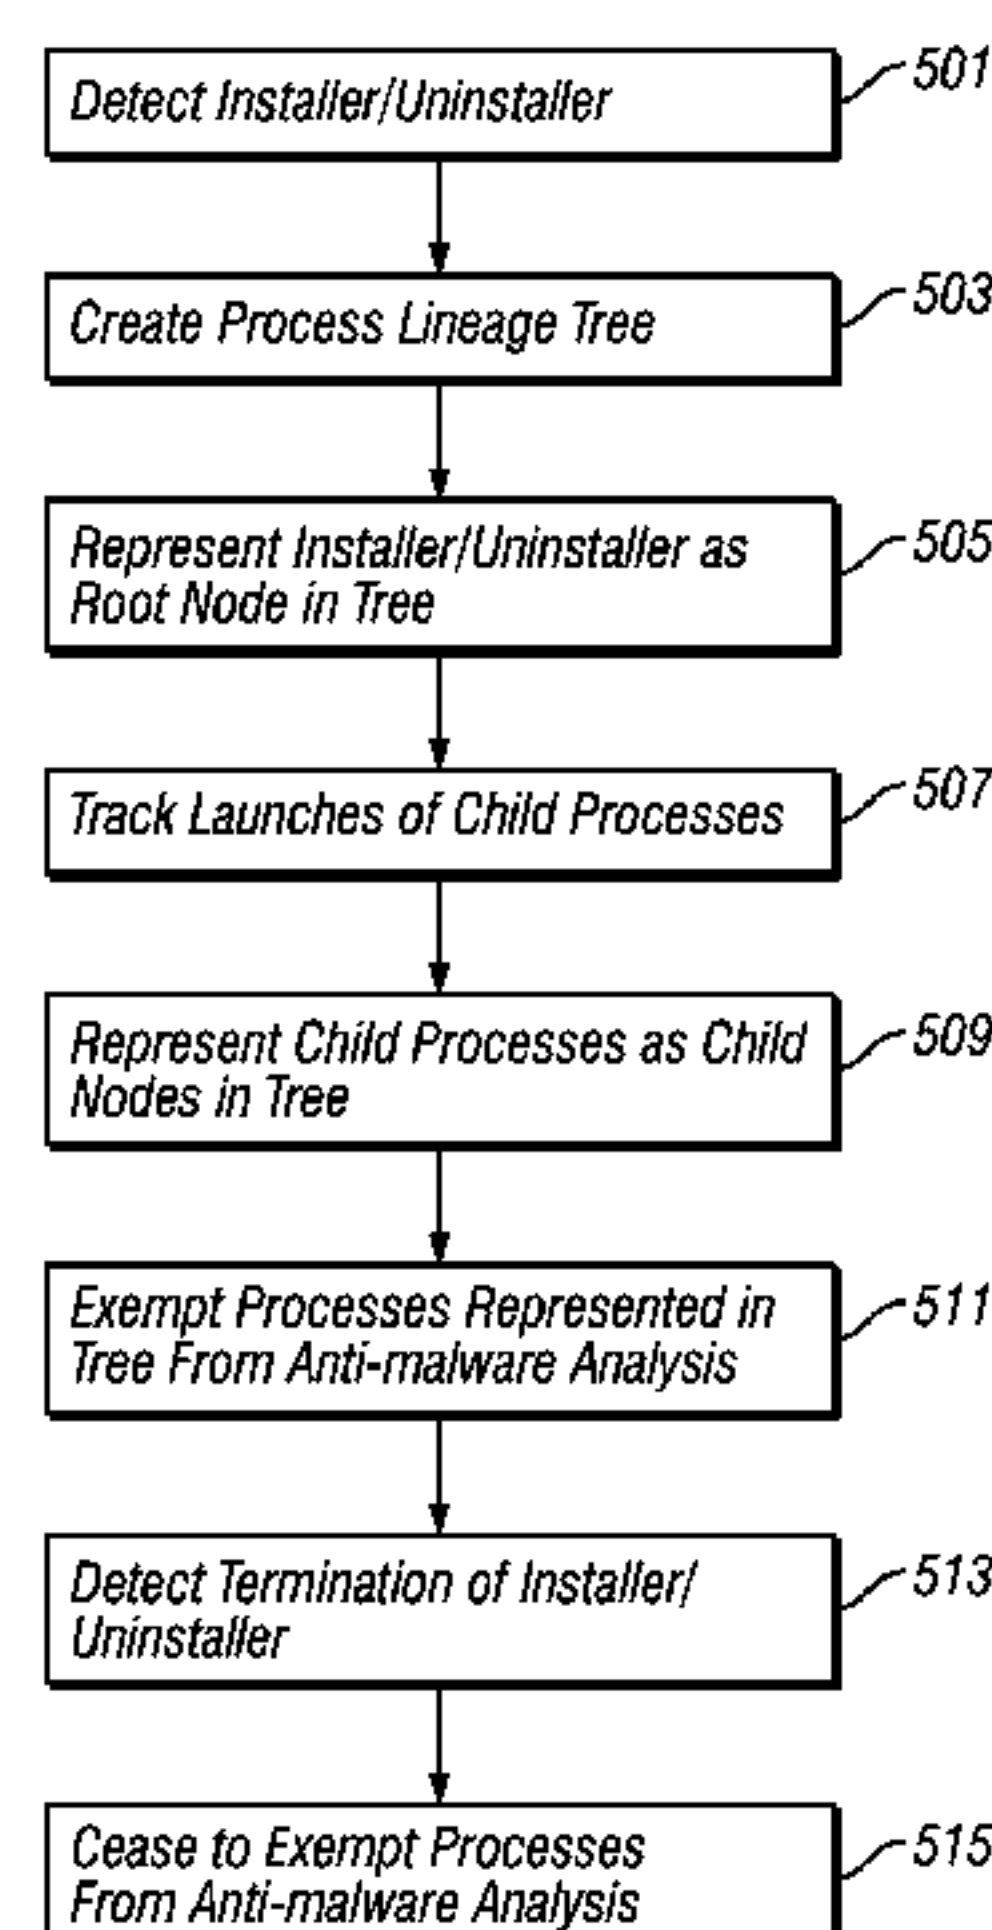 Detect Installer/Uninstaller
501
Create Process Lineage Tree
503
Represent Installer/Uninstaller as
Root Node in Tree
505
Track Launches of Child Processes
507
Represent Child Processes as Child
Nodes in Tree
509
Exempt Processes Represented in
Tree From Anti-malware Analysis
511
Detect Termination of Installer/
Uninstaller
513
Cease to Exempt Processes
From Anti-malware Analysis
515